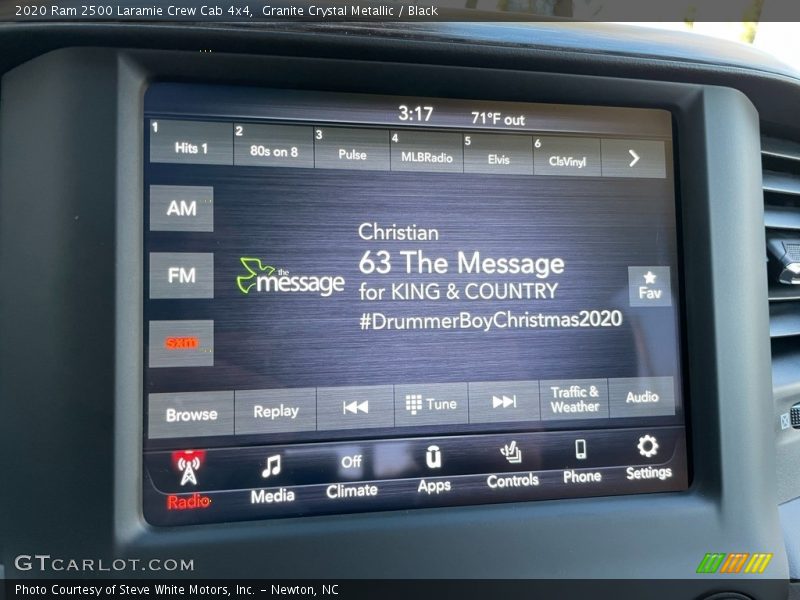 2020 Ram 2500 Laramie Crew Cab 4x4,  Granite Crystal Metallic / Black
3:17 71°F out
1 Hits 1
2 80s on 8
3 Pulse
4 MLBRadio
5 Elvis
6 ClsVinyl
AM
FM
sxm
the message
Christian
63 The Message
for KING & COUNTRY
#DrummerBoyChristmas2020
Fav
Browse
Replay
Tune
Traffic &
Weather
Audio
Radio
Media
Off
Climate
Apps
Controls
Phone
Settings
GTCARLOT.COM
Photo Courtesy of Steve White Motors, Inc. – Newton, NC